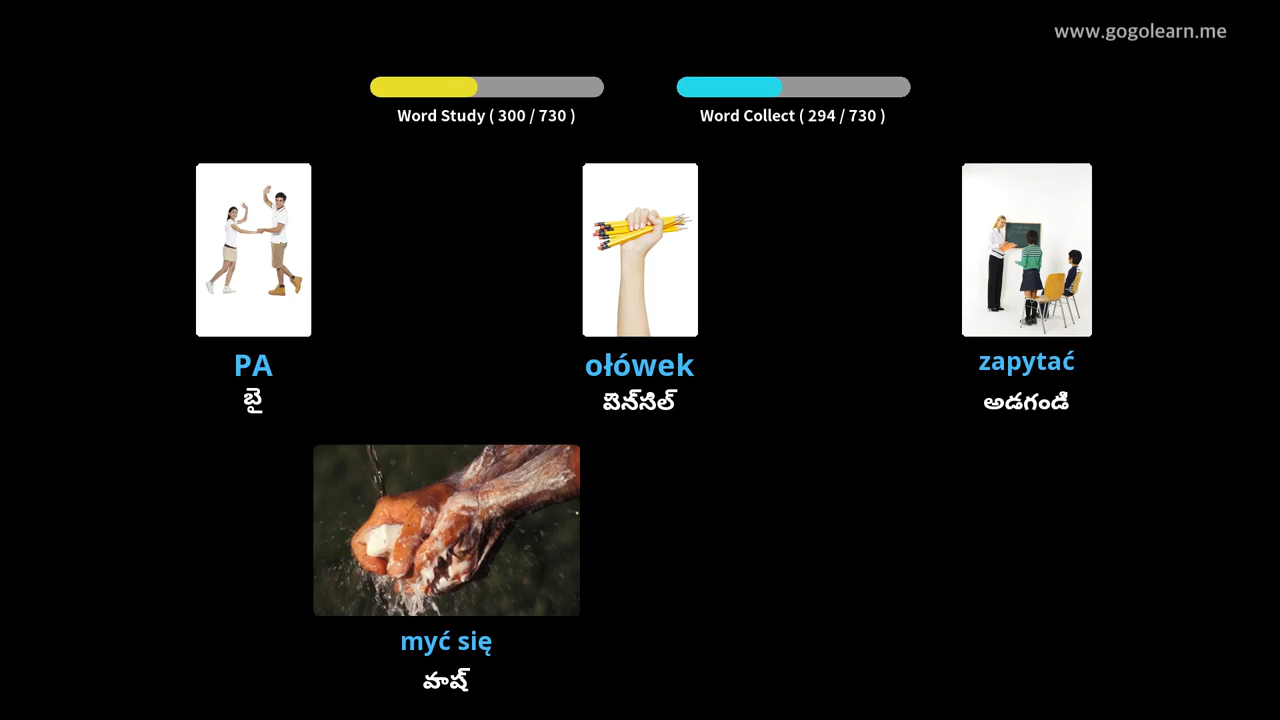 www.gogolearn.me
Word Study ( 300 / 730 )
Word Collect ( 294 / 730 )
PA
బై
ołówek
పెన్‌సిల్
zapytać
అడగండి
myć się
వాష్